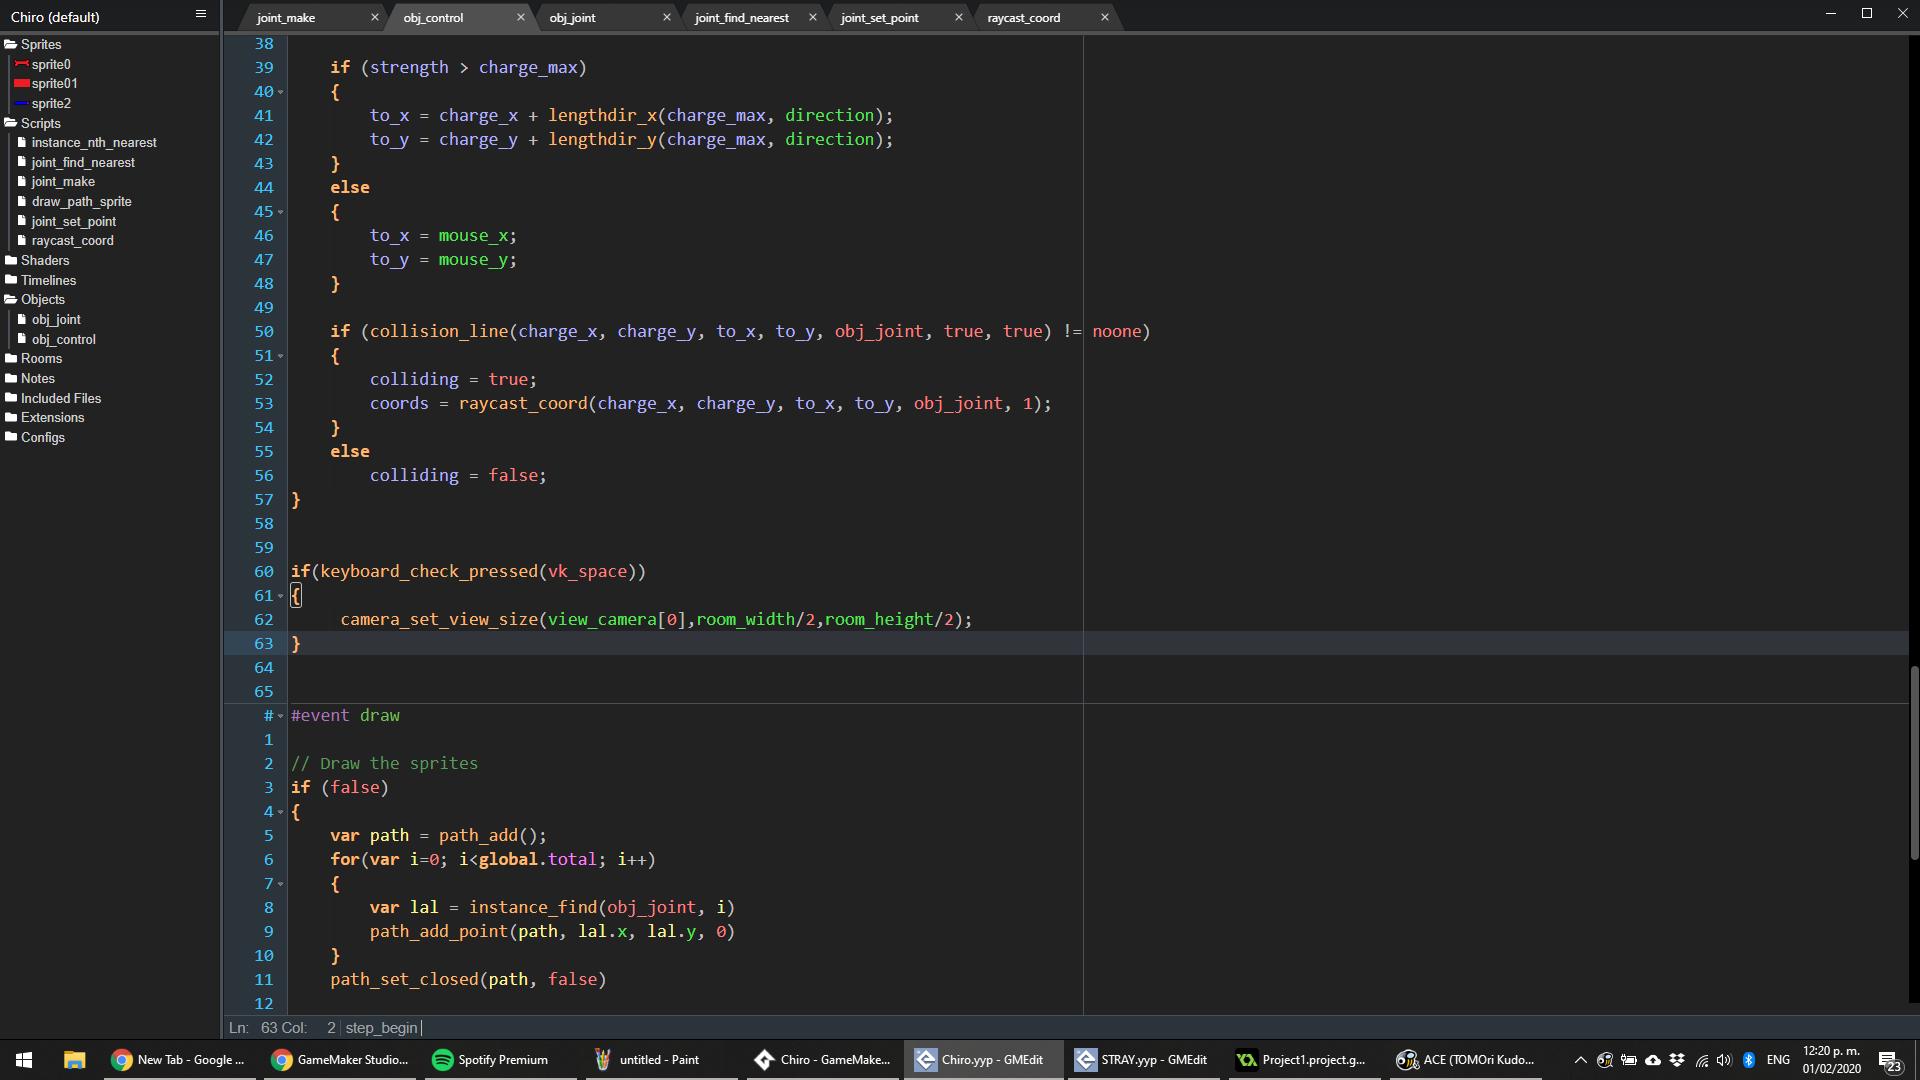 Chiro (default)
Sprites
sprite0
sprite01
sprite2
Scripts
instance_nth_nearest
joint_find_nearest
joint_make
draw_path_sprite
joint_set_point
raycast_coord
Shaders
Timelines
Objects
obj_joint
obj_control
Rooms
Notes
Included Files
Extensions
Configs
joint_make obj_control obj_joint joint_find_nearest joint_set_point raycast_coord
38
39 if (strength > charge_max)
40 {
41 to_x = charge_x + lengthdir_x(charge_max, direction);
42 to_y = charge_y + lengthdir_y(charge_max, direction);
43 }
44 else
45 {
46 to_x = mouse_x;
47 to_y = mouse_y;
48 }
49
50 if (collision_line(charge_x, charge_y, to_x, to_y, obj_joint, true, true) != noone)
51 {
52 colliding = true;
53 coords = raycast_coord(charge_x, charge_y, to_x, to_y, obj_joint, 1);
54 }
55 else
56 colliding = false;
57 }
58
59
60 if(keyboard_check_pressed(vk_space))
61 {
62 camera_set_view_size(view_camera[0],room_width/2,room_height/2);
63 }
64
65
# #event draw
1
2 // Draw the sprites
3 if (false)
4 {
5 var path = path_add();
6 for(var i=0; i<global.total; i++)
7 {
8 var lal = instance_find(obj_joint, i)
9 path_add_point(path, lal.x, lal.y, 0)
10 }
11 path_set_closed(path, false)
12
Ln: 63 Col: 2 step_begin
New Tab - Google ... GameMaker Studio... Spotify Premium untitled - Paint Chiro - GameMake... Chiro.yyp - GMEdit STRAY.yyp - GMEdit Project1.project.g... ACE (TOMOri Kudo... ENG 12:20 p. m.
01/02/2020 23